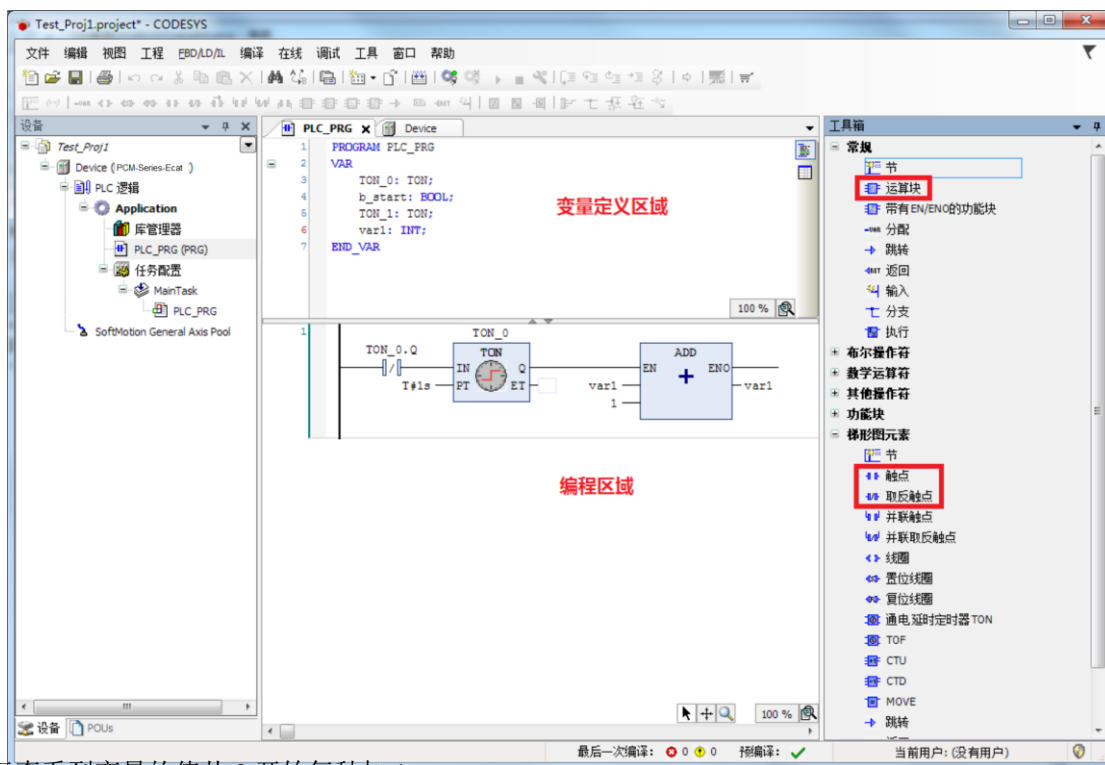 Test_Proj1.project* - CODESYS
文件 编辑 视图 工程 FBD/LD/IL 编译 在线 调试 工具 窗口 帮助
设备
Test_Proj1
Device (PCM-Series-Ecat )
PLC 逻辑
Application
库管理器
PLC_PRG (PRG)
任务配置
MainTask
PLC_PRG
SoftMotion General Axis Pool
设备 POUs
PLC_PRG Device
1 PROGRAM PLC_PRG
2 VAR
3 TON_0: TON;
4 b_start: BOOL;
5 TON_1: TON;
6 var1: INT;
7 END_VAR
变量定义区域
100 %
1
TON_0
TON_0.Q TON ADD
IN Q EN ENO
T#1s PT ET var1 var1
1
编程区域
100 %
工具箱
常规
节
运算块
带有EN/ENO的功能块
分配
跳转
返回
输入
分支
执行
布尔操作符
数学运算符
其他操作符
功能块
梯形图元素
节
触点
取反触点
并联触点
并联取反触点
线圈
置位线圈
复位线圈
通电延时定时器TON
TOF
CTU
CTD
MOVE
跳转
最后一次编译: 0 0 预编译: 当前用户: (没有用户)